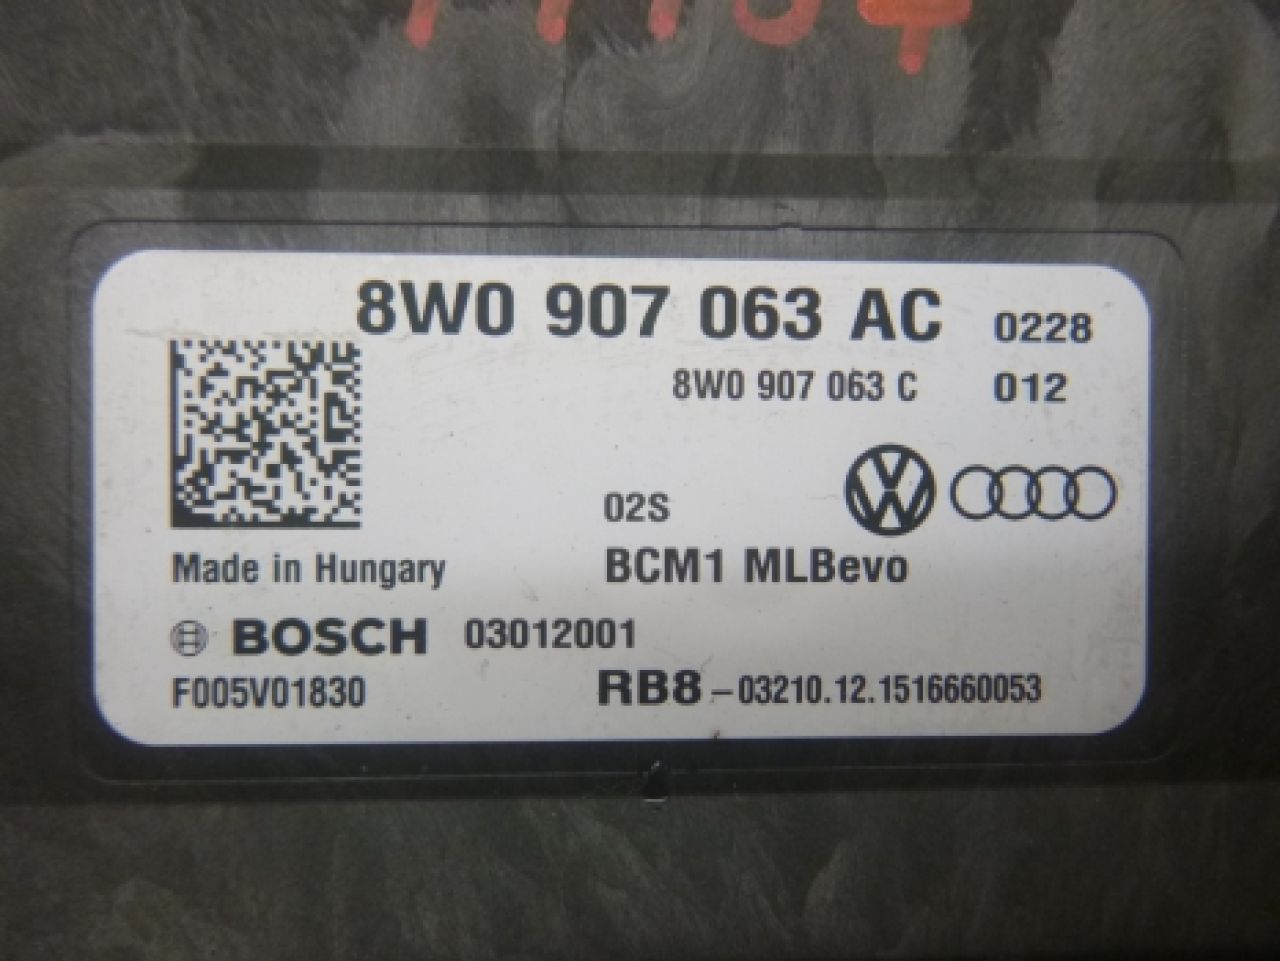 8W0 907 063 AC 0228
8W0 907 063 C 012
02S
Made in Hungary BCM1 MLBevo
BOSCH 03012001
F005V01830 RB8 -03210.12.1516660053